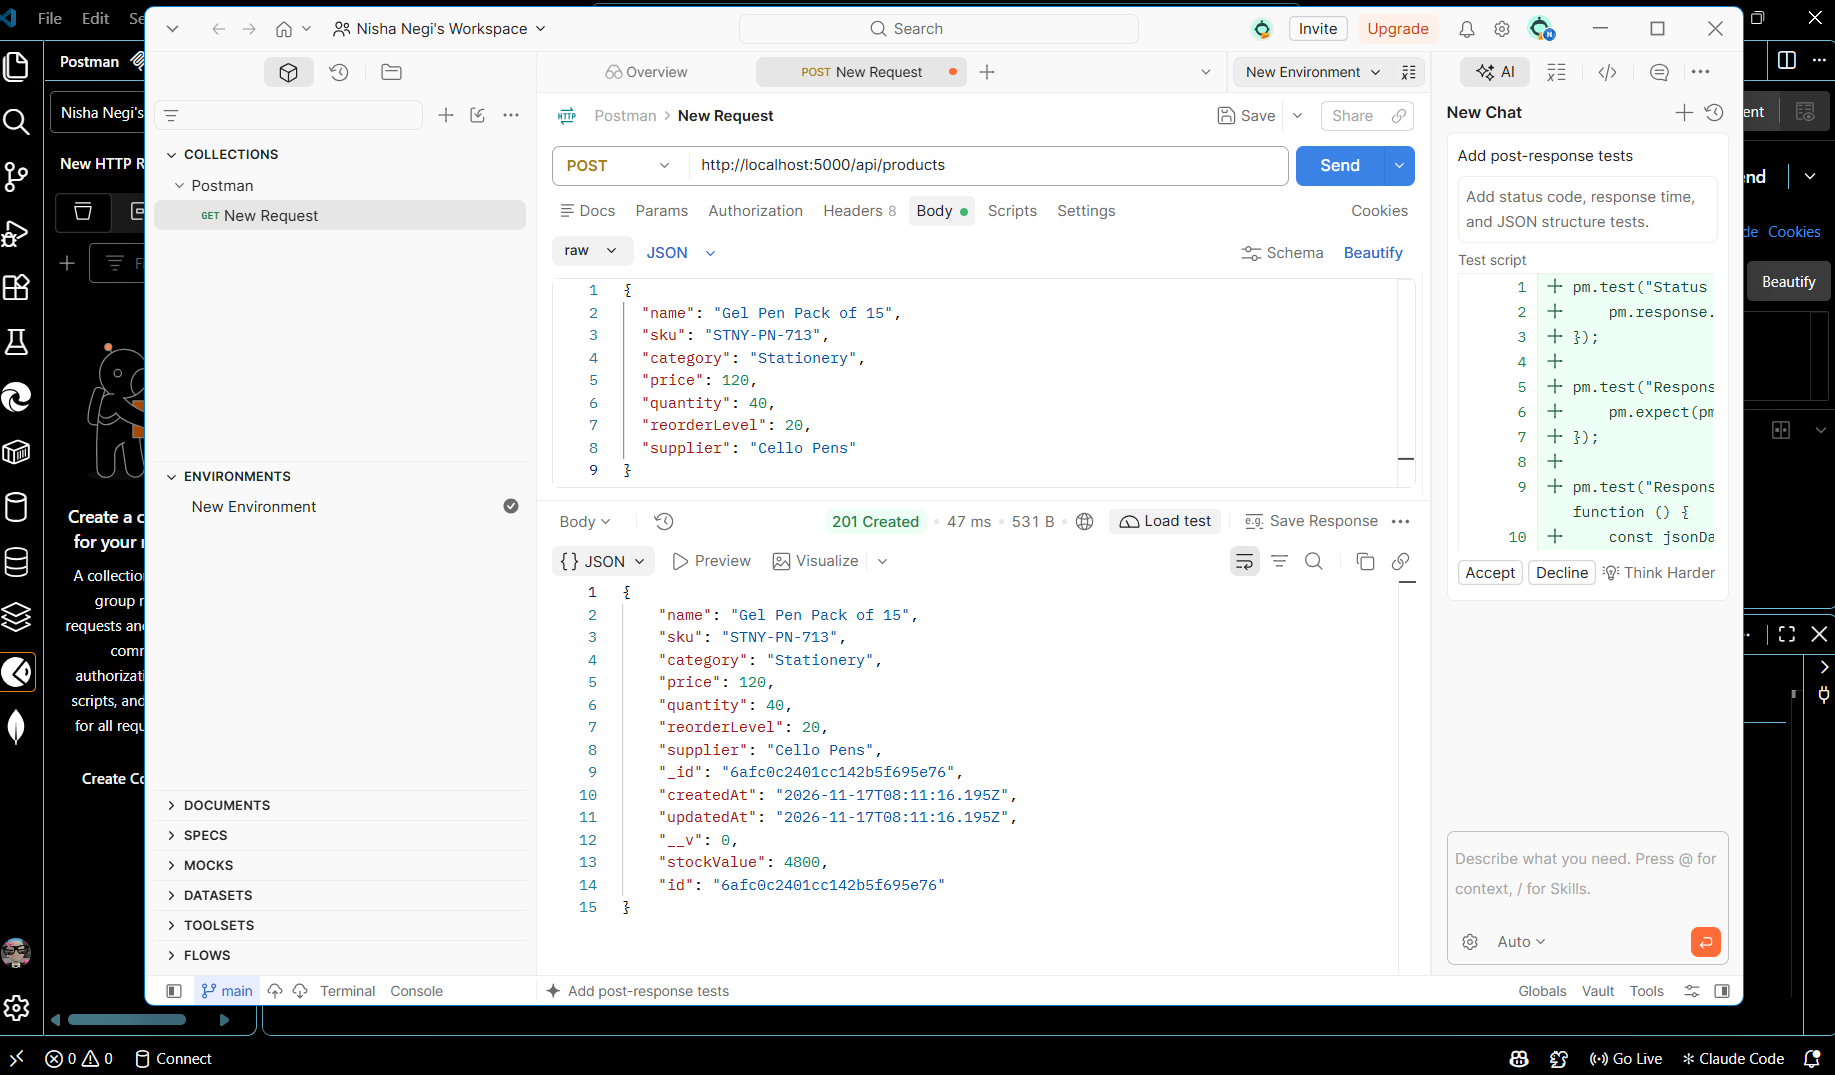 File Edit
Postman
Nisha Negi's
New HTTP R
Create a c
for your r
A collectio
group r
requests an
comr
authorizati
scripts, and
for all requ
Create Co
Nisha Negi's Workspace
Search
Invite
Upgrade
COLLECTIONS
Postman
GET New Request
ENVIRONMENTS
New Environment
DOCUMENTS
SPECS
MOCKS
DATASETS
TOOLSETS
FLOWS
Overview
POST New Request
New Environment
Postman > New Request
Save
Share
POST
http://localhost:5000/api/products
Send
Docs Params Authorization Headers 8 Body Scripts Settings
Cookies
raw
JSON
Schema
Beautify
1 {
2 "name": "Gel Pen Pack of 15",
3 "sku": "STNY-PN-713",
4 "category": "Stationery",
5 "price": 120,
6 "quantity": 40,
7 "reorderLevel": 20,
8 "supplier": "Cello Pens"
9 }
Body
201 Created • 47 ms • 531 B
Load test
e.g. Save Response
{} JSON
Preview
Visualize
1 {
2 "name": "Gel Pen Pack of 15",
3 "sku": "STNY-PN-713",
4 "category": "Stationery",
5 "price": 120,
6 "quantity": 40,
7 "reorderLevel": 20,
8 "supplier": "Cello Pens",
9 "_id": "6afc0c2401cc142b5f695e76",
10 "createdAt": "2026-11-17T08:11:16.195Z",
11 "updatedAt": "2026-11-17T08:11:16.195Z",
12 "__v": 0,
13 "stockValue": 4800,
14 "id": "6afc0c2401cc142b5f695e76"
15 }
AI
New Chat
Add post-response tests
Add status code, response time,
and JSON structure tests.
Test script
1 + pm.test("Status
2 + pm.response.
3 + });
4 +
5 + pm.test("Respons
6 + pm.expect(pm
7 + });
8 +
9 + pm.test("Respons
function () {
10 + const jsonDa
Accept
Decline
Think Harder
Describe what you need. Press @ for
context, / for Skills.
Auto
main
Terminal
Console
Add post-response tests
Globals
Vault
Tools
ent
nd
de Cookies
Beautify
0 0
Connect
Go Live
Claude Code